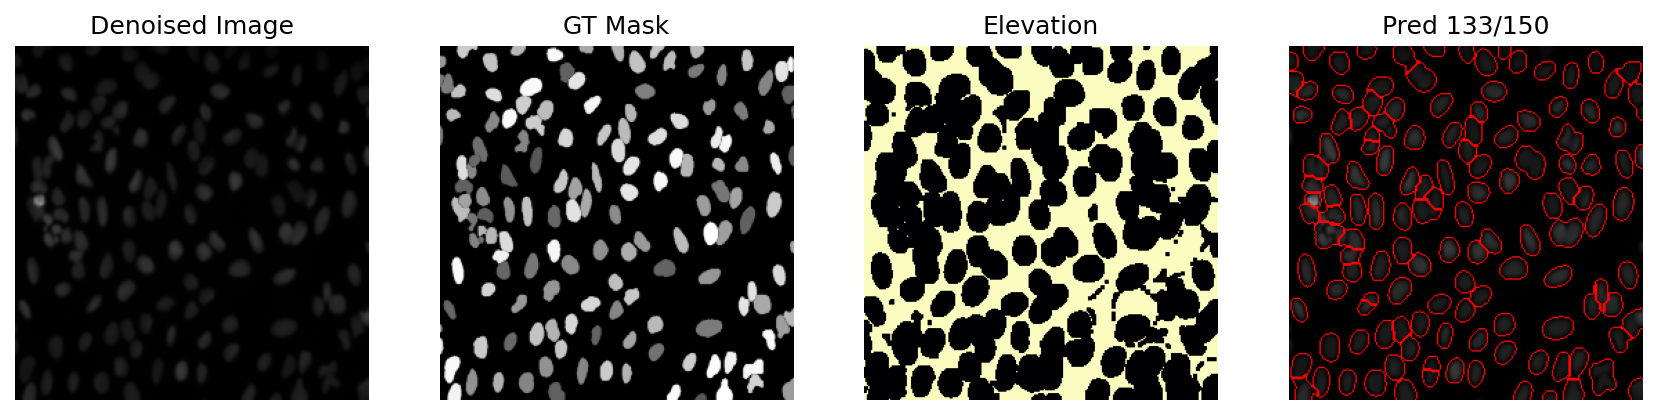 Denoised Image
GT Mask
Elevation
Pred 133/150